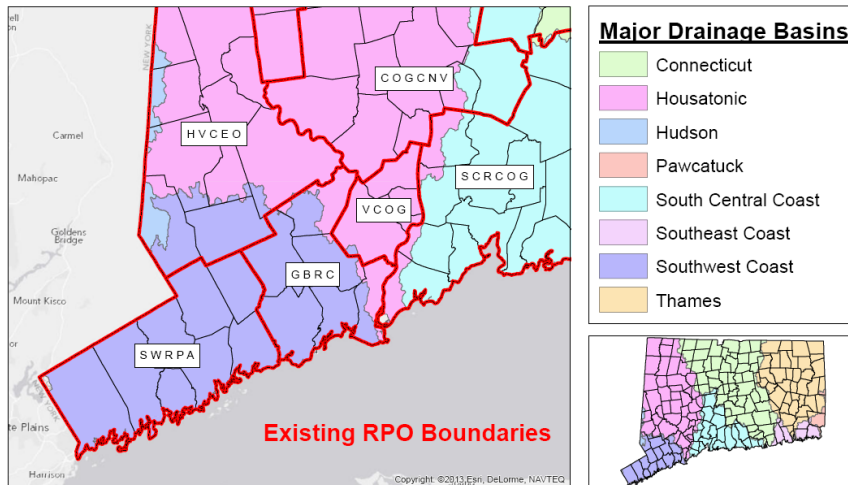 NEW YORK
Carmel
Mahopac
Goldens
Bridge
Mount Kisco
NEW YORK
te Plains
Harrison
HVCEO
COGCNV
SCRCOG
VCOG
GBRC
SWRPA
Existing RPO Boundaries
Copyright: ©2013 Esri, DeLorme, NAVTEQ
Major Drainage Basins
Connecticut
Housatonic
Hudson
Pawcatuck
South Central Coast
Southeast Coast
Southwest Coast
Thames